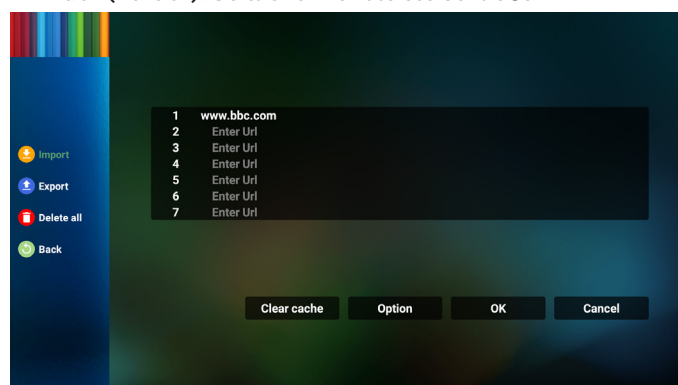 Import
Export
Delete all
Back
1 www.bbc.com
2 Enter Url
3 Enter Url
4 Enter Url
5 Enter Url
6 Enter Url
7 Enter Url
Clear cache Option OK Cancel